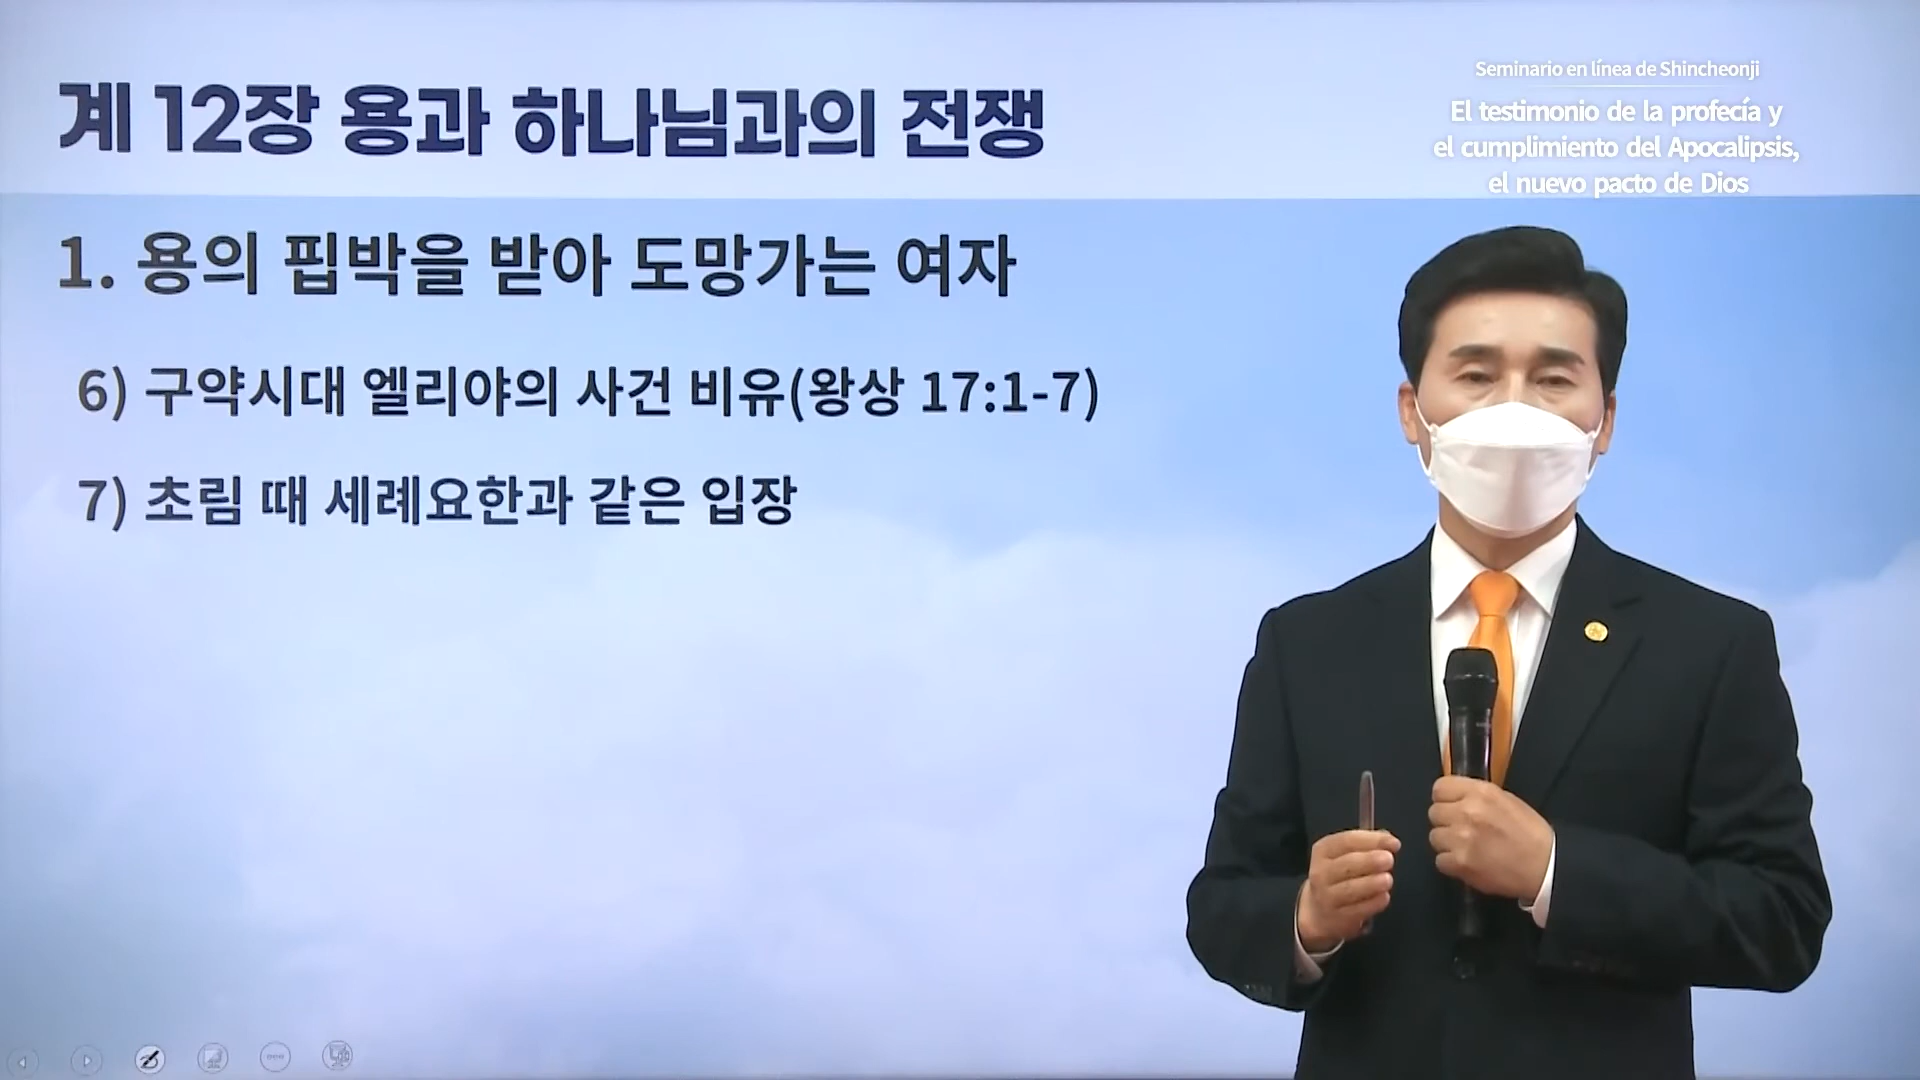 계 12장 용과 하나님과의 전쟁
Seminario en línea de Shincheonji
El testimonio de la profecía y
el cumplimiento del Apocalipsis,
el nuevo pacto de Dios
1. 용의 핍박을 받아 도망가는 여자
6) 구약시대 엘리야의 사건 비유(왕상 17:1-7)
7) 초림 때 세례요한과 같은 입장